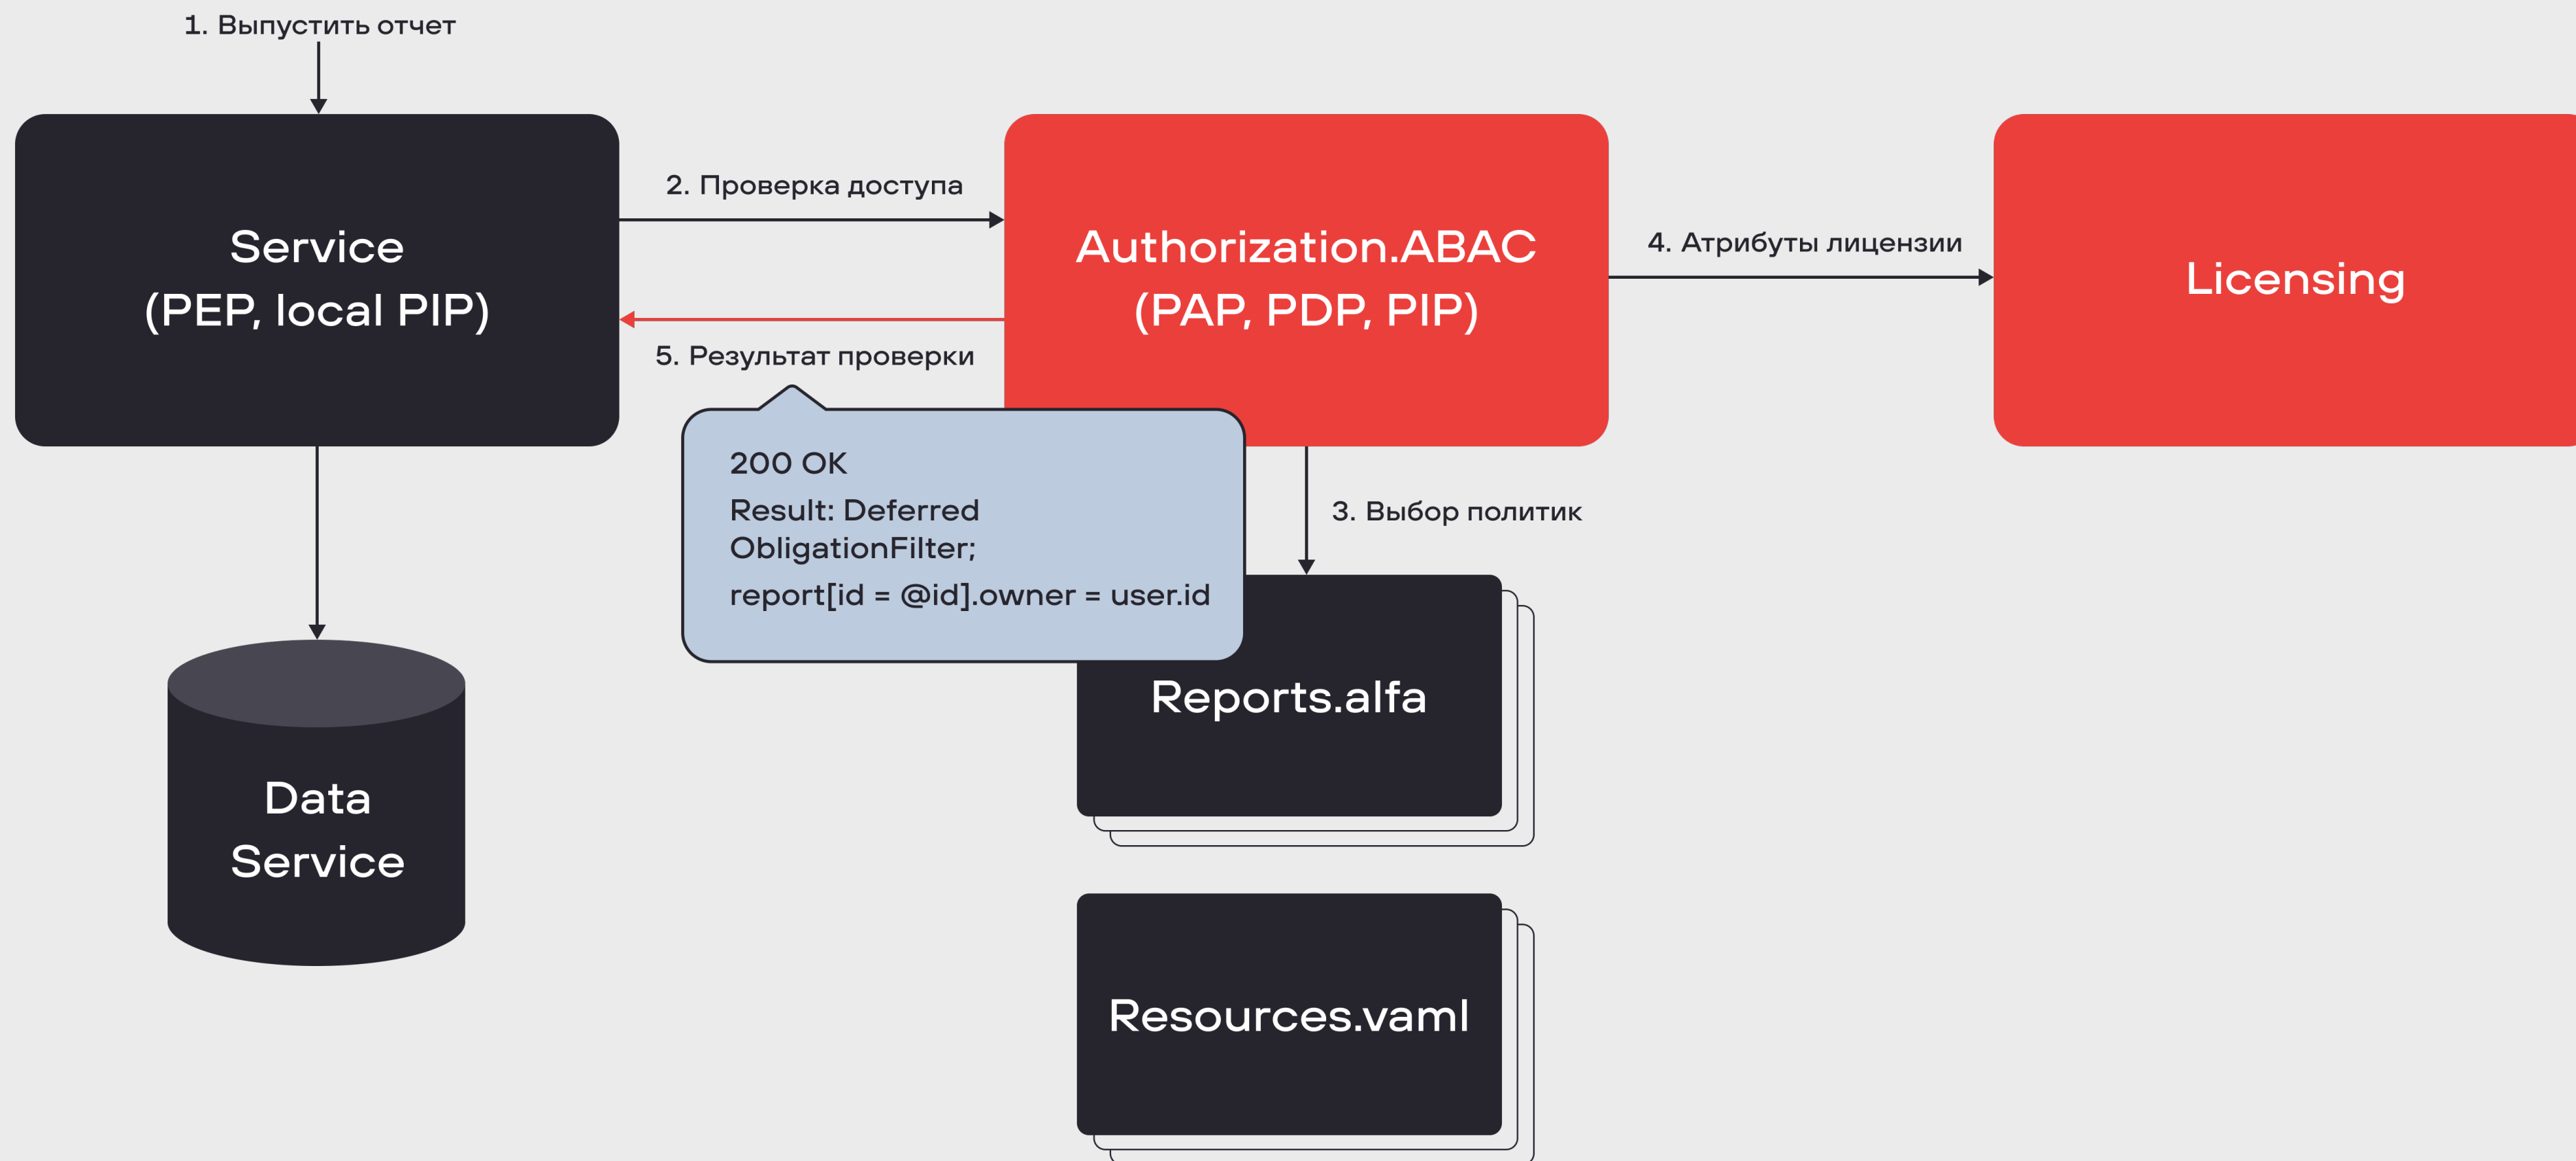 1. Выпустить отчет
Service
(PEP, local PIP)
2. Проверка доступа
Authorization.ABAC
(PAP, PDP, PIP)
4. Атрибуты лицензии
Licensing
5. Результат проверки
200 OK
Result: Deferred
ObligationFilter;
report[id = @id].owner = user.id
3. Выбор политик
Reports.alfa
Data
Service
Resources.vaml